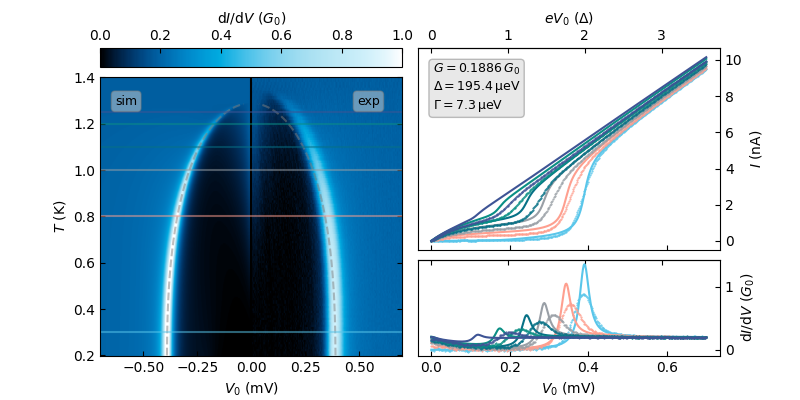 dI/dV (G₀)
0.0 0.2 0.4 0.6 0.8 1.0
sim
exp
1.4
1.2
1.0
0.8
0.6
0.4
0.2
T (K)
−0.50 −0.25 0.00 0.25 0.50
V₀ (mV)
eV₀ (Δ)
0 1 2 3
G = 0.1886 G₀
Δ = 195.4 μeV
Γ = 7.3 μeV
10
8
6
4
2
0
I (nA)
1
0
dI/dV (G₀)
0.0 0.2 0.4 0.6
V₀ (mV)